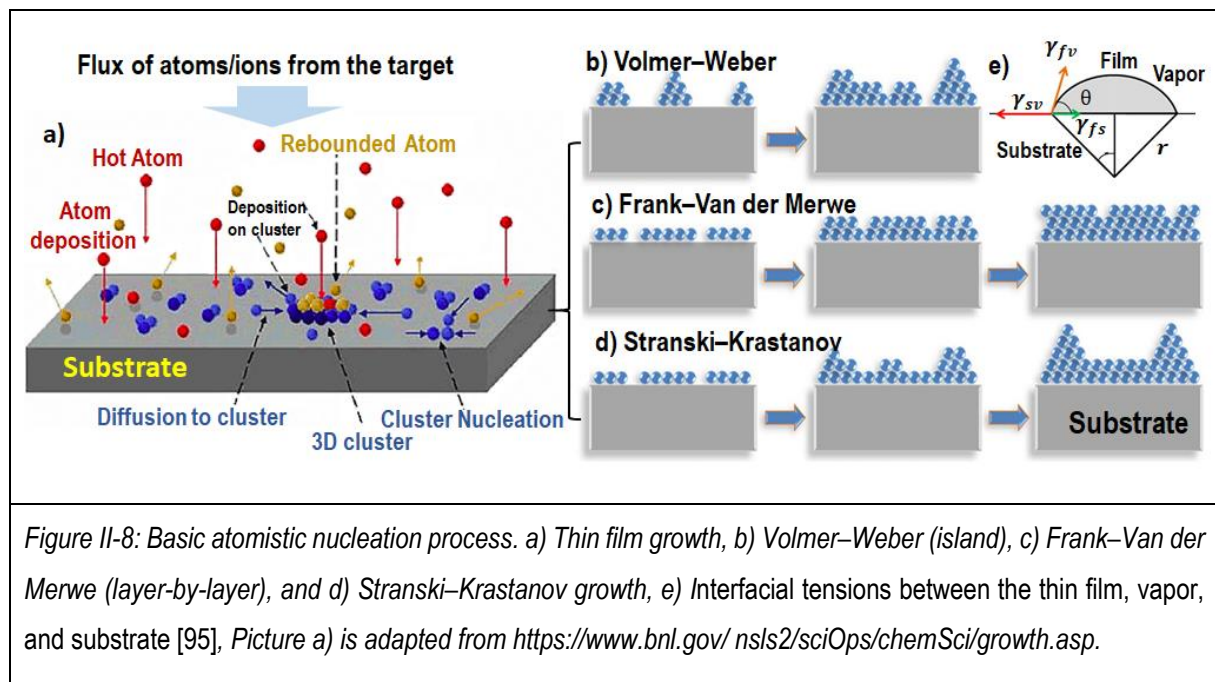 Flux of atoms/ions from the target
a)
Hot Atom
Rebounded Atom
Atom
deposition
Deposition
on cluster
Substrate
Diffusion to cluster
3D cluster
Cluster Nucleation
b) Volmer–Weber
c) Frank–Van der Merwe
d) Stranski–Krastanov
Substrate
e)
γfv
Film
Vapor
γsv
θ
γfs
Substrate
r
Figure II-8: Basic atomistic nucleation process. a) Thin film growth, b) Volmer–Weber (island), c) Frank–Van der
Merwe (layer-by-layer), and d) Stranski–Krastanov growth, e) Interfacial tensions between the thin film, vapor,
and substrate [95], Picture a) is adapted from https://www.bnl.gov/ nsls2/sciOps/chemSci/growth.asp.